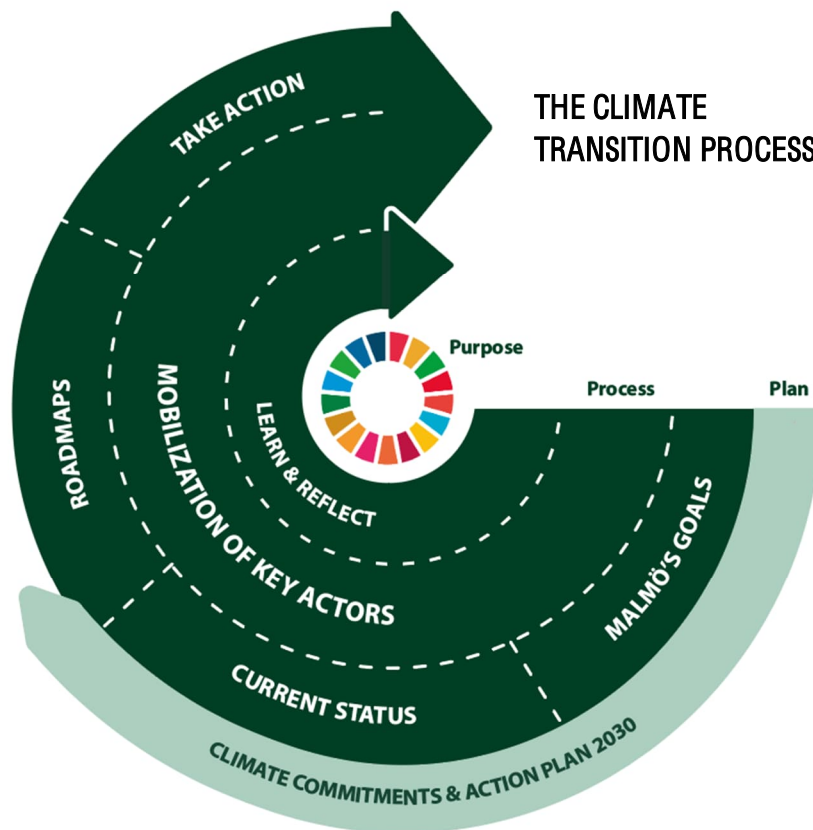 THE CLIMATE
TRANSITION PROCESS
TAKE ACTION
Purpose
Process
Plan
ROADMAPS
MOBILIZATION OF KEY ACTORS
LEARN & REFLECT
MALMÖ'S GOALS
CURRENT STATUS
CLIMATE COMMITMENTS & ACTION PLAN 2030